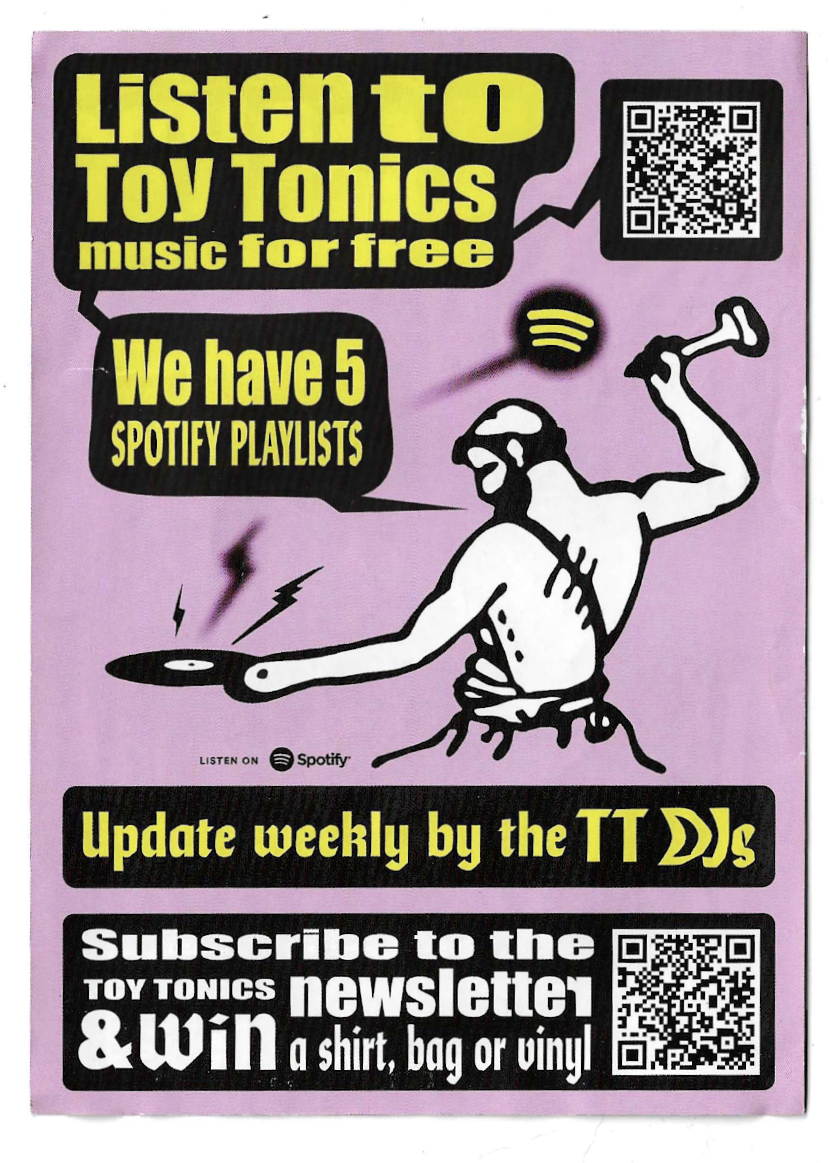 Listen to
Toy Tonics
music for free
We have 5
SPOTIFY PLAYLISTS
LISTEN ON Spotify
Update weekly by the TT DJs
Subscribe to the
TOY TONICS newsletter
& win a shirt, bag or vinyl